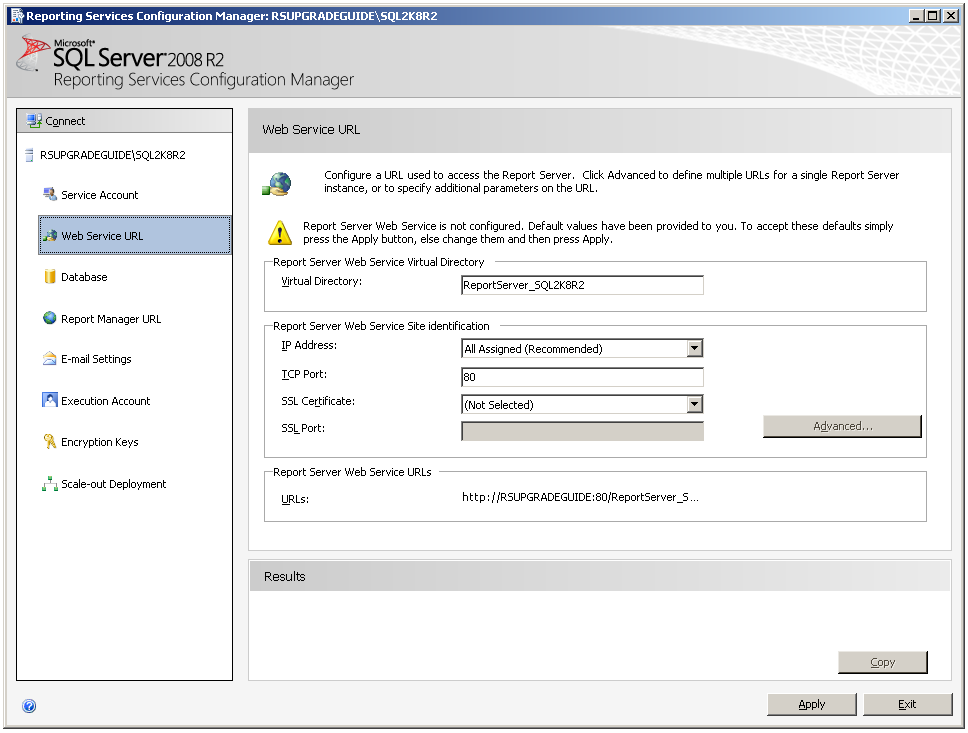 Reporting Services Configuration Manager: RSUPGRADEGUIDE\SQL2K8R2
Microsoft®
SQL Server 2008 R2
Reporting Services Configuration Manager
Connect
RSUPGRADEGUIDE\SQL2K8R2
Service Account
Web Service URL
Database
Report Manager URL
E-mail Settings
Execution Account
Encryption Keys
Scale-out Deployment
Web Service URL
Configure a URL used to access the Report Server.  Click Advanced to define multiple URLs for a single Report Server
instance, or to specify additional parameters on the URL.
Report Server Web Service is not configured. Default values have been provided to you. To accept these defaults simply
press the Apply button, else change them and then press Apply.
Report Server Web Service Virtual Directory
Virtual Directory: ReportServer_SQL2K8R2
Report Server Web Service Site identification
IP Address: All Assigned (Recommended)
TCP Port: 80
SSL Certificate: (Not Selected)
SSL Port:
Advanced...
Report Server Web Service URLs
URLs: http://RSUPGRADEGUIDE:80/ReportServer_S...
Results
Copy
?
Apply Exit